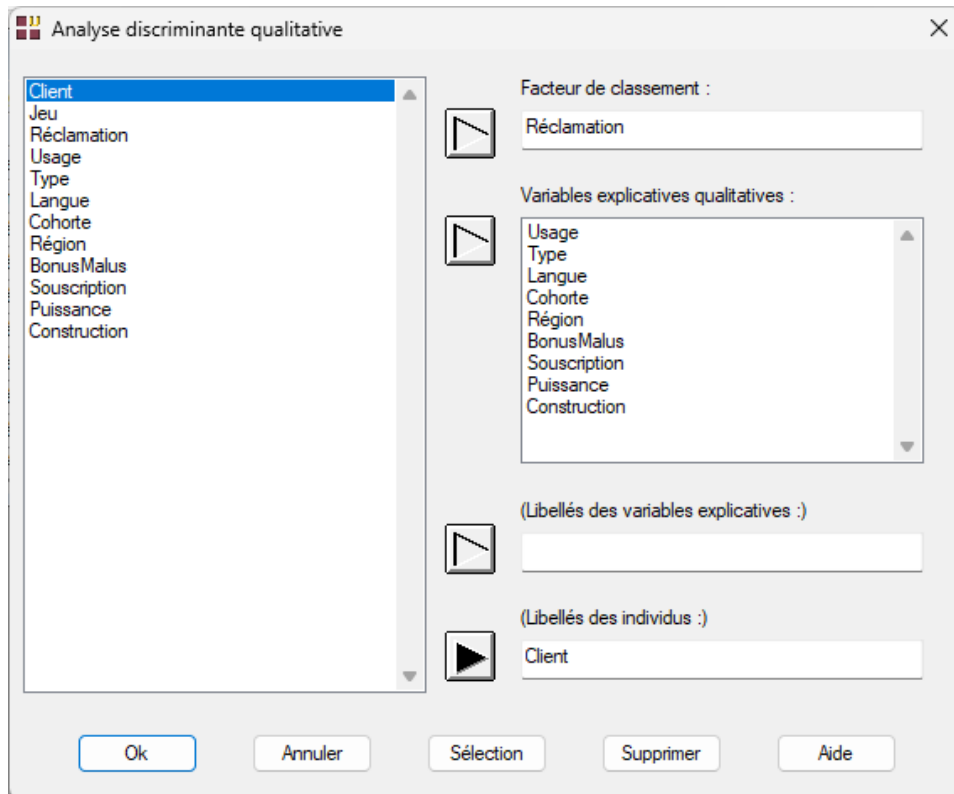 Analyse discriminante qualitative
Client
Jeu
Réclamation
Usage
Type
Langue
Cohorte
Région
BonusMalus
Souscription
Puissance
Construction
Facteur de classement :
Réclamation
Variables explicatives qualitatives :
Usage
Type
Langue
Cohorte
Région
BonusMalus
Souscription
Puissance
Construction
(Libellés des variables explicatives :)
(Libellés des individus :)
Client
Ok Annuler Sélection Supprimer Aide